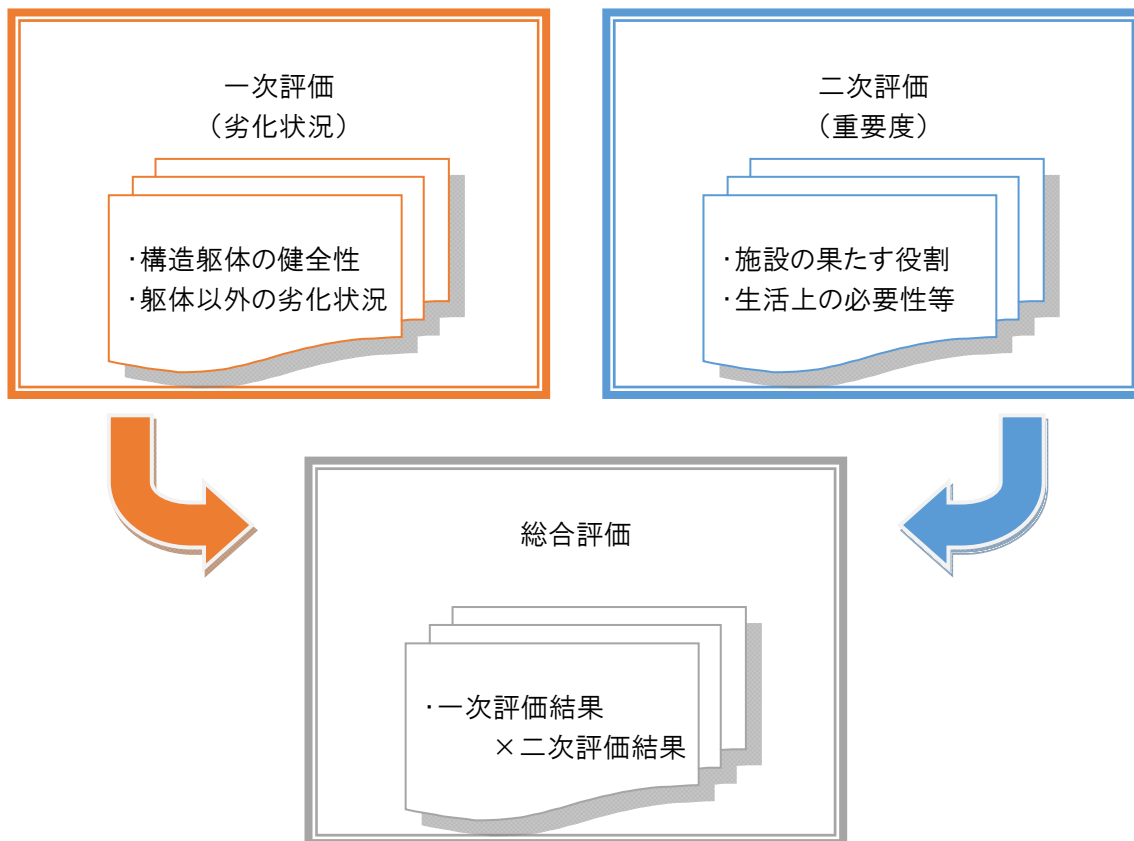 一次評価
（劣化状況）
・構造躯体の健全性
・躯体以外の劣化状況
二次評価
（重要度）
・施設の果たす役割
・生活上の必要性等
総合評価
・一次評価結果
×二次評価結果